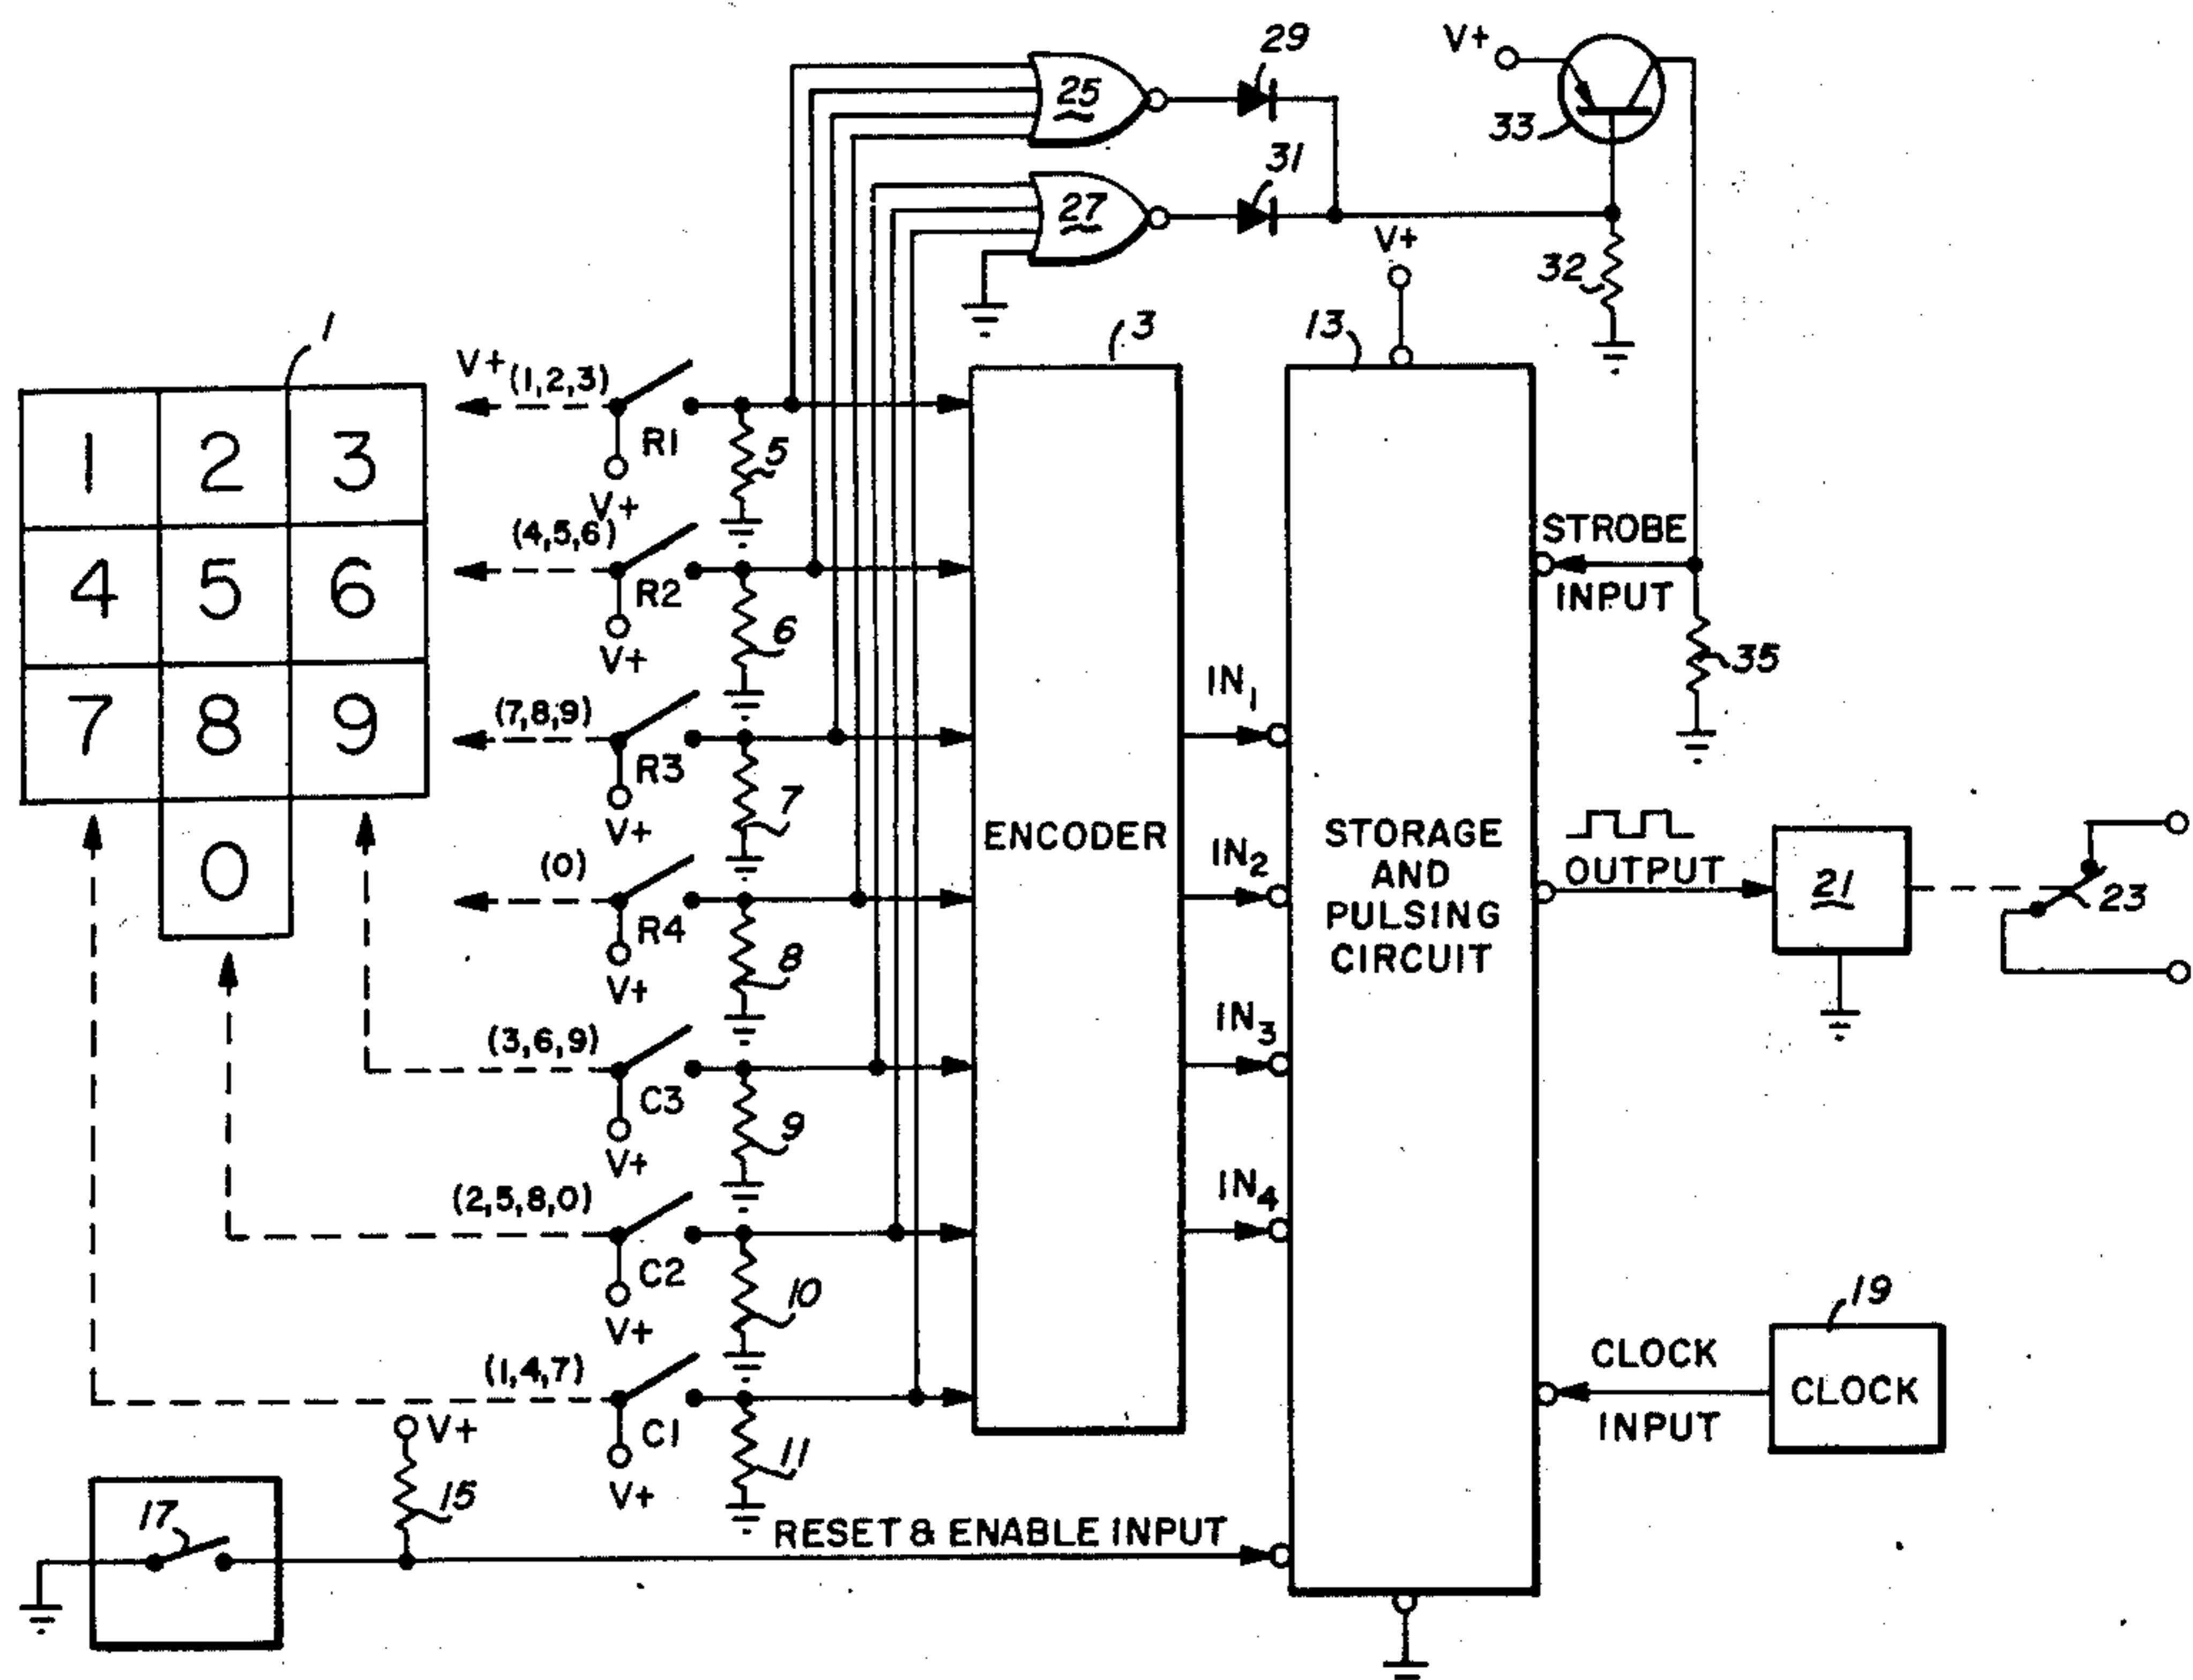 29
V+
25
33
31
27
V+
32
1
3
13
V+ (1,2,3)
1 2 3
R1
5
V+
(4,5,6)
STROBE
INPUT
4 5 6
R2
6
V+
35
IN1
7 8 9
(7,8,9)
R3
7
V+
ENCODER
STORAGE
AND
PULSING
CIRCUIT
OUTPUT
IN2
21
23
0
(0)
R4
8
V+
IN3
(3,6,9)
C3
9
V+
IN4
(2,5,8,0)
C2
10
V+
19
CLOCK
INPUT
CLOCK
(1,4,7)
C1
11
V+
V+
15
17
RESET & ENABLE INPUT